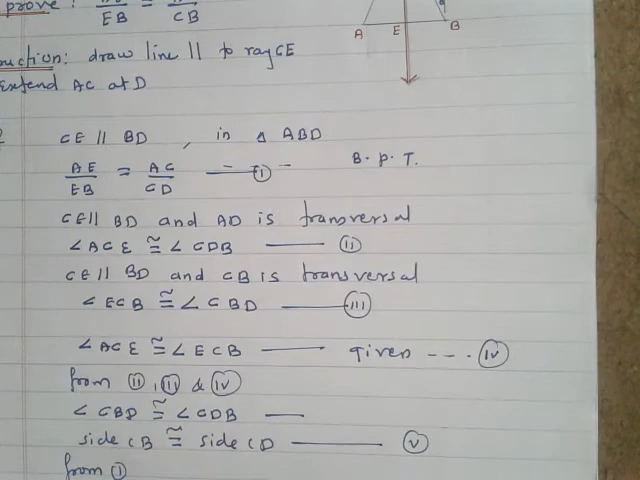 prove :
EB = CB
uction: draw line || to ray CE
Extend AC at D
A E B
CE || BD , in △ ABD
AE/EB = AC/CD —— (i) B. P. T.
CE || BD and AD is transversal
∠ACE ≅ ∠CDB —— (ii)
CE || BD and CB is transversal
∠ECB ≅ ∠CBD —— (iii)
∠ACE ≅ ∠ECB —— given --- (iv)
from (ii), (iii) & (iv)
∠CBD ≅ ∠CDB ——
side CB ≅ side CD —— (v)
from (i)